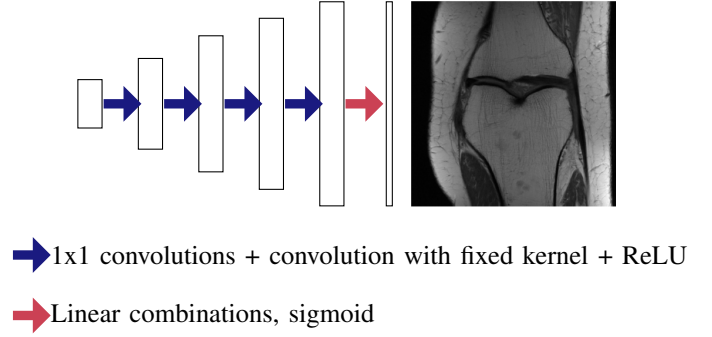 1x1 convolutions + convolution with fixed kernel + ReLU
Linear combinations, sigmoid